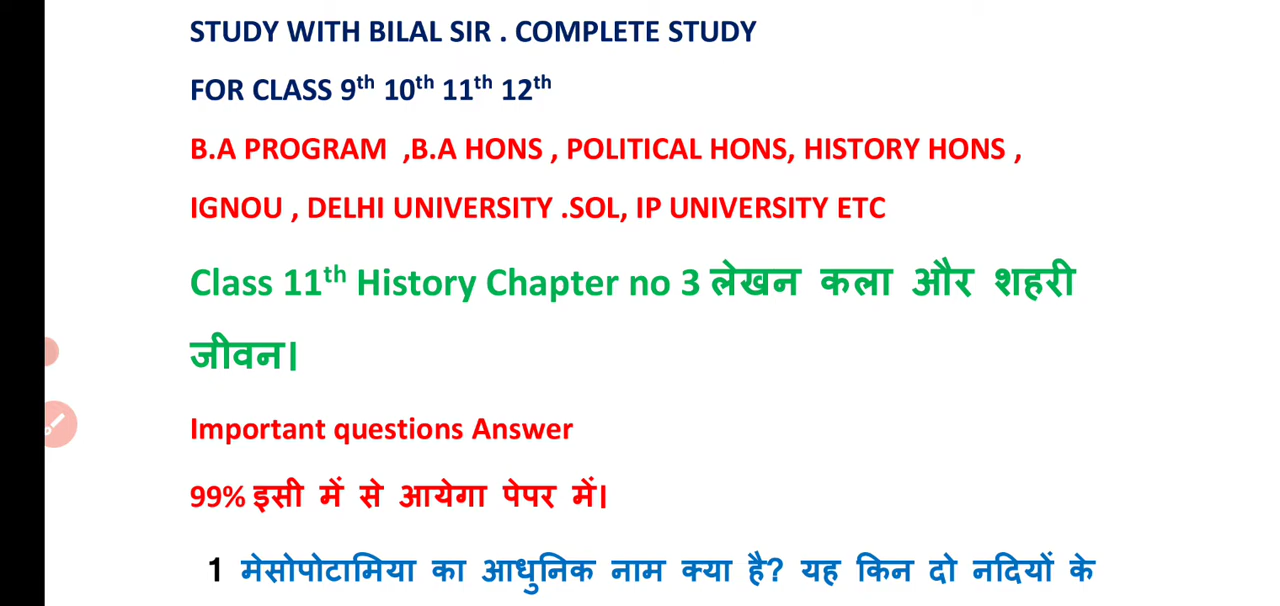 STUDY WITH BILAL SIR . COMPLETE STUDY
FOR CLASS 9th 10th 11th 12th
B.A PROGRAM ,B.A HONS , POLITICAL HONS, HISTORY HONS ,
IGNOU , DELHI UNIVERSITY .SOL, IP UNIVERSITY ETC
Class 11th History Chapter no 3 लेखन कला और शहरी
जीवन।
Important questions Answer
99% इसी में से आयेगा पेपर में।
1 मेसोपोटामिया का आधुनिक नाम क्या है? यह किन दो नदियों के